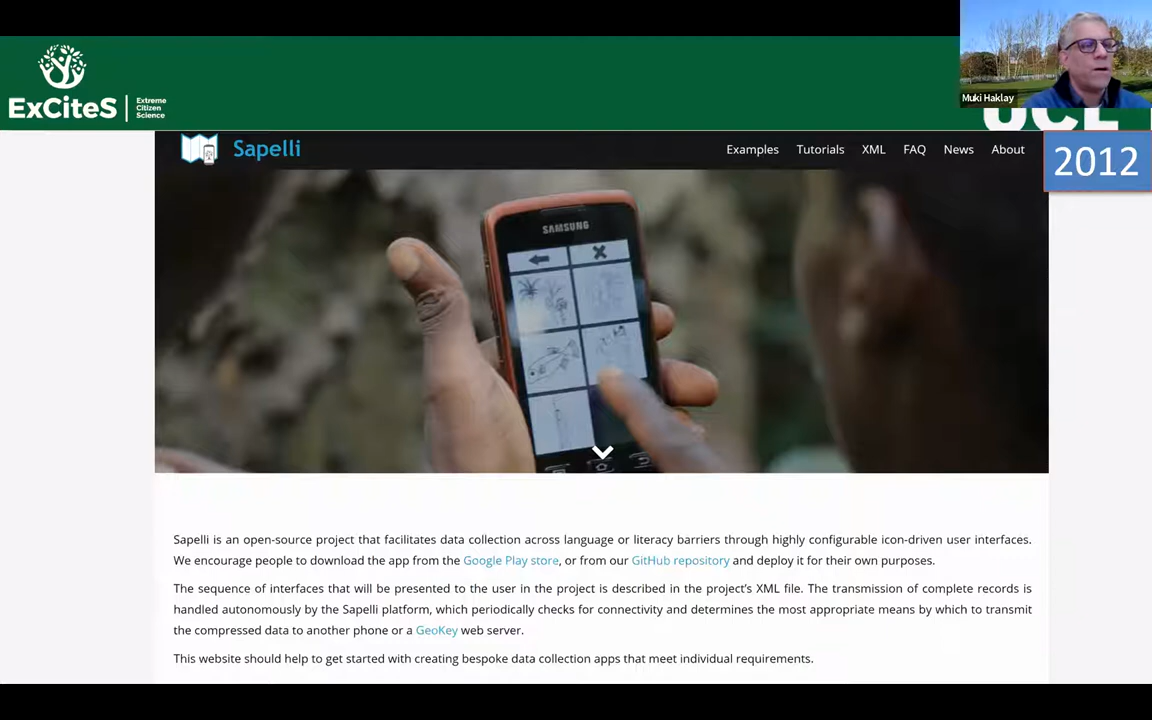 ExCiteS
Extreme
Citizen
Science
Muki Haklay
UCL
Sapelli
Examples Tutorials XML FAQ News About
2012
SAMSUNG
Sapelli is an open-source project that facilitates data collection across language or literacy barriers through highly configurable icon-driven user interfaces.
We encourage people to download the app from the Google Play store, or from our GitHub repository and deploy it for their own purposes.
The sequence of interfaces that will be presented to the user in the project is described in the project's XML file. The transmission of complete records is
handled autonomously by the Sapelli platform, which periodically checks for connectivity and determines the most appropriate means by which to transmit
the compressed data to another phone or a GeoKey web server.
This website should help to get started with creating bespoke data collection apps that meet individual requirements.